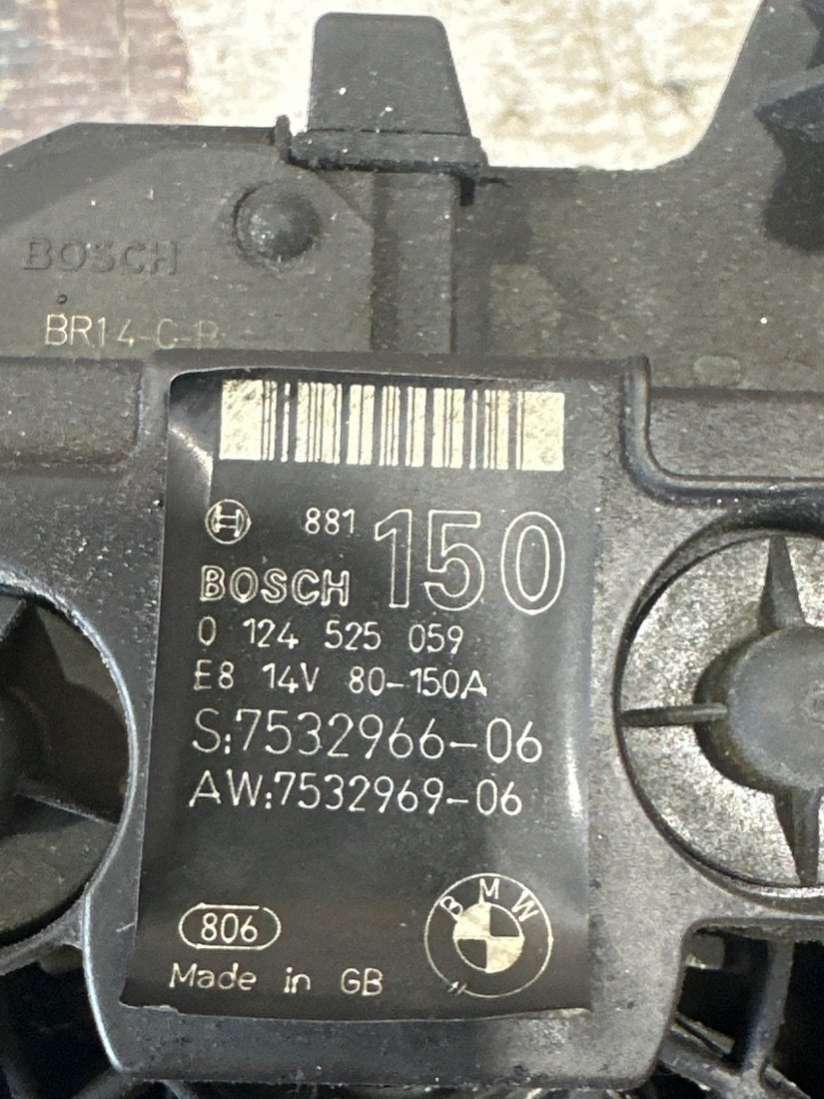 BOSCH
BR14-C-B
881 150
BOSCH
0 124 525 059
E8 14V 80-150A
S:7532966-06
AW:7532969-06
806
BMW
Made in GB